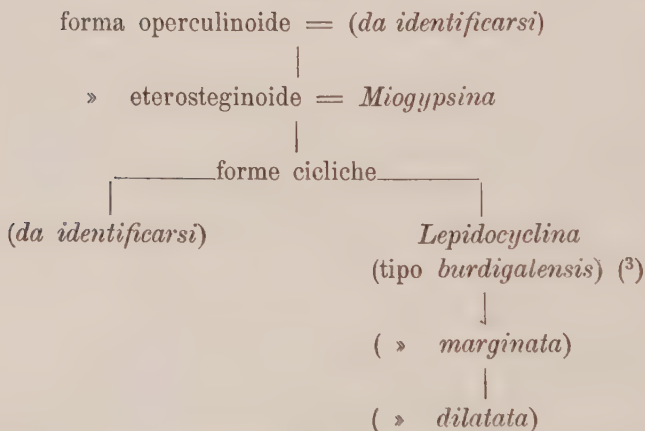 forma operculinoide = (da identificarsi)
» eterosteginoide = Miogypsina
forme cicliche
(da identificarsi)
Lepidocyclina
(tipo burdigalensis) (³)
( » marginata)
( » dilatata)